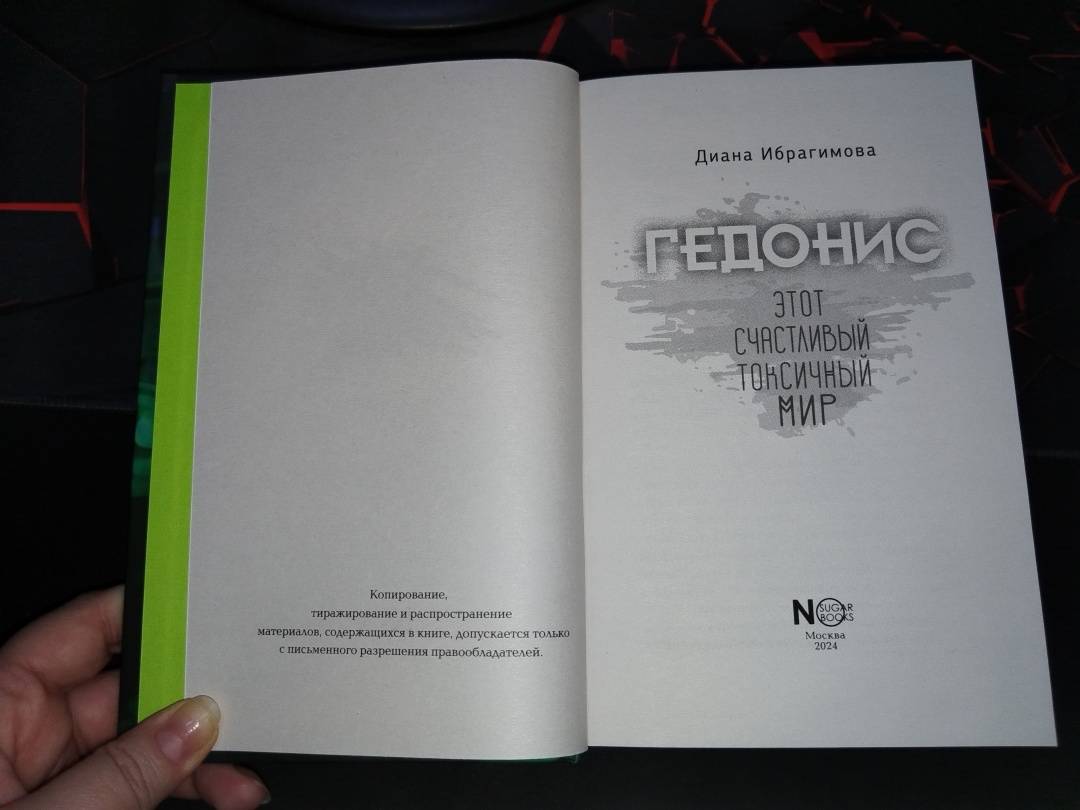 Копирование,
тиражирование и распространение
материалов, содержащихся в книге, допускается только
с письменного разрешения правообладателей.
Диана Ибрагимова
ГЕДОНИС
ЭТОТ
СЧАСТЛИВЫЙ
ТОКСИЧНЫЙ
МИР
NO SUGAR
BOOKS
Москва
2024